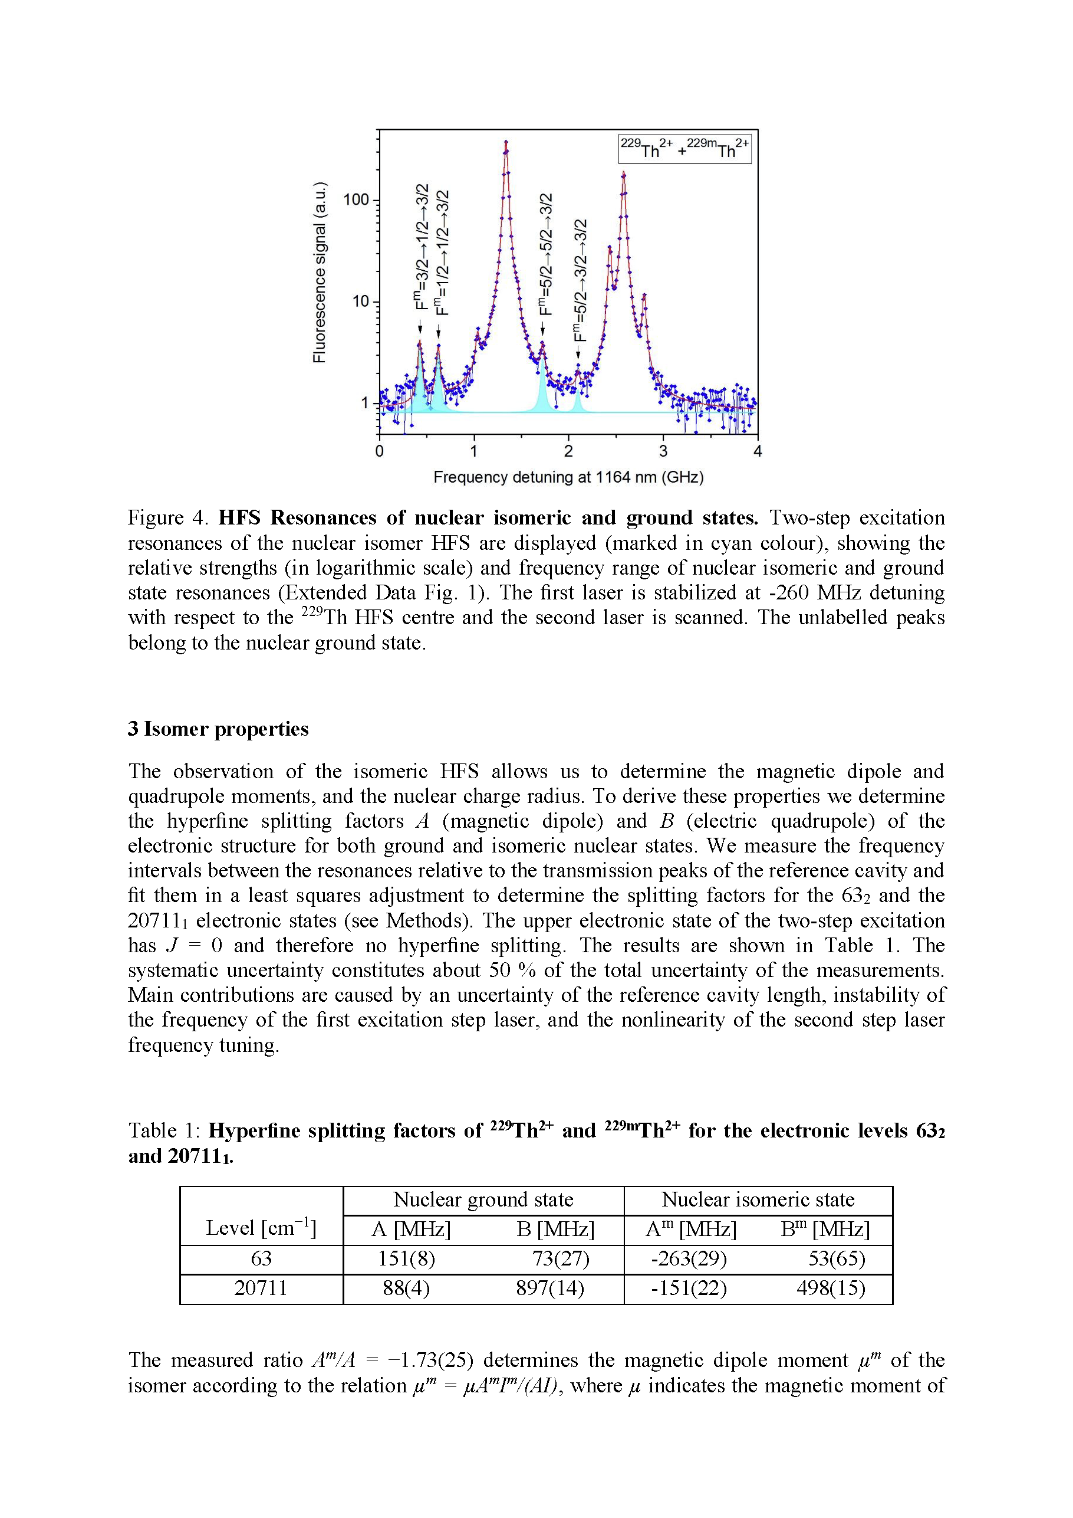 229Th2+ + 229mTh2+
Fluorescence signal (a.u.)
100
10
1
Fm=3/2→1/2→3/2
Fm=1/2→1/2→3/2
Fm=5/2→5/2→3/2
Fm=5/2→3/2→3/2
0 1 2 3 4
Frequency detuning at 1164 nm (GHz)
Figure 4. HFS Resonances of nuclear isomeric and ground states. Two-step excitation
resonances of the nuclear isomer HFS are displayed (marked in cyan colour), showing the
relative strengths (in logarithmic scale) and frequency range of nuclear isomeric and ground
state resonances (Extended Data Fig. 1). The first laser is stabilized at -260 MHz detuning
with respect to the 229Th HFS centre and the second laser is scanned. The unlabelled peaks
belong to the nuclear ground state.
3 Isomer properties
The observation of the isomeric HFS allows us to determine the magnetic dipole and
quadrupole moments, and the nuclear charge radius. To derive these properties we determine
the hyperfine splitting factors A (magnetic dipole) and B (electric quadrupole) of the
electronic structure for both ground and isomeric nuclear states. We measure the frequency
intervals between the resonances relative to the transmission peaks of the reference cavity and
fit them in a least squares adjustment to determine the splitting factors for the 632 and the
207111 electronic states (see Methods). The upper electronic state of the two-step excitation
has J = 0 and therefore no hyperfine splitting. The results are shown in Table 1. The
systematic uncertainty constitutes about 50 % of the total uncertainty of the measurements.
Main contributions are caused by an uncertainty of the reference cavity length, instability of
the frequency of the first excitation step laser, and the nonlinearity of the second step laser
frequency tuning.
Table 1: Hyperfine splitting factors of 229Th2+ and 229mTh2+ for the electronic levels 632
and 207111.
Nuclear ground state Nuclear isomeric state
Level [cm−1] A [MHz] B [MHz] Am [MHz] Bm [MHz]
63 151(8) 73(27) -263(29) 53(65)
20711 88(4) 897(14) -151(22) 498(15)
The measured ratio Am/A = −1.73(25) determines the magnetic dipole moment μm of the
isomer according to the relation μm = μAmIm/(AI), where μ indicates the magnetic moment of